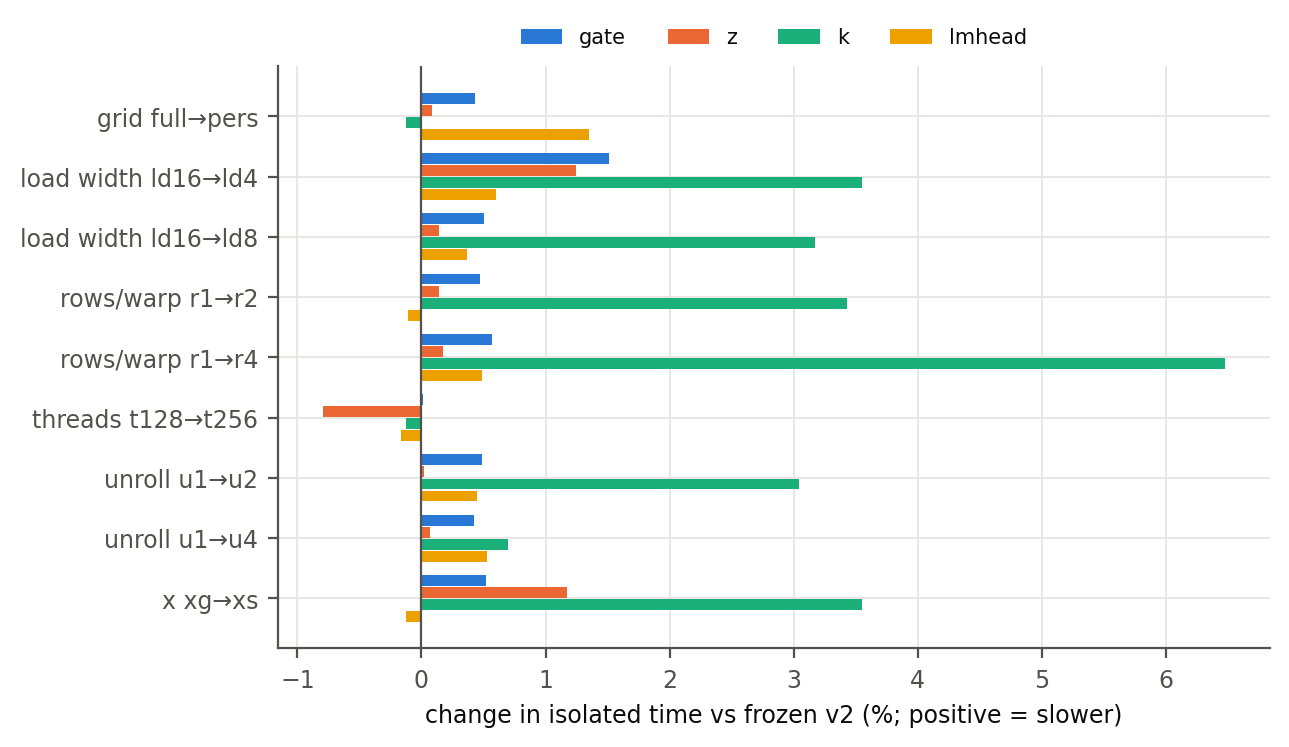 gate z k lmhead
grid full→pers
load width ld16→ld4
load width ld16→ld8
rows/warp r1→r2
rows/warp r1→r4
threads t128→t256
unroll u1→u2
unroll u1→u4
x xg→xs
−1 0 1 2 3 4 5 6
change in isolated time vs frozen v2 (%; positive = slower)